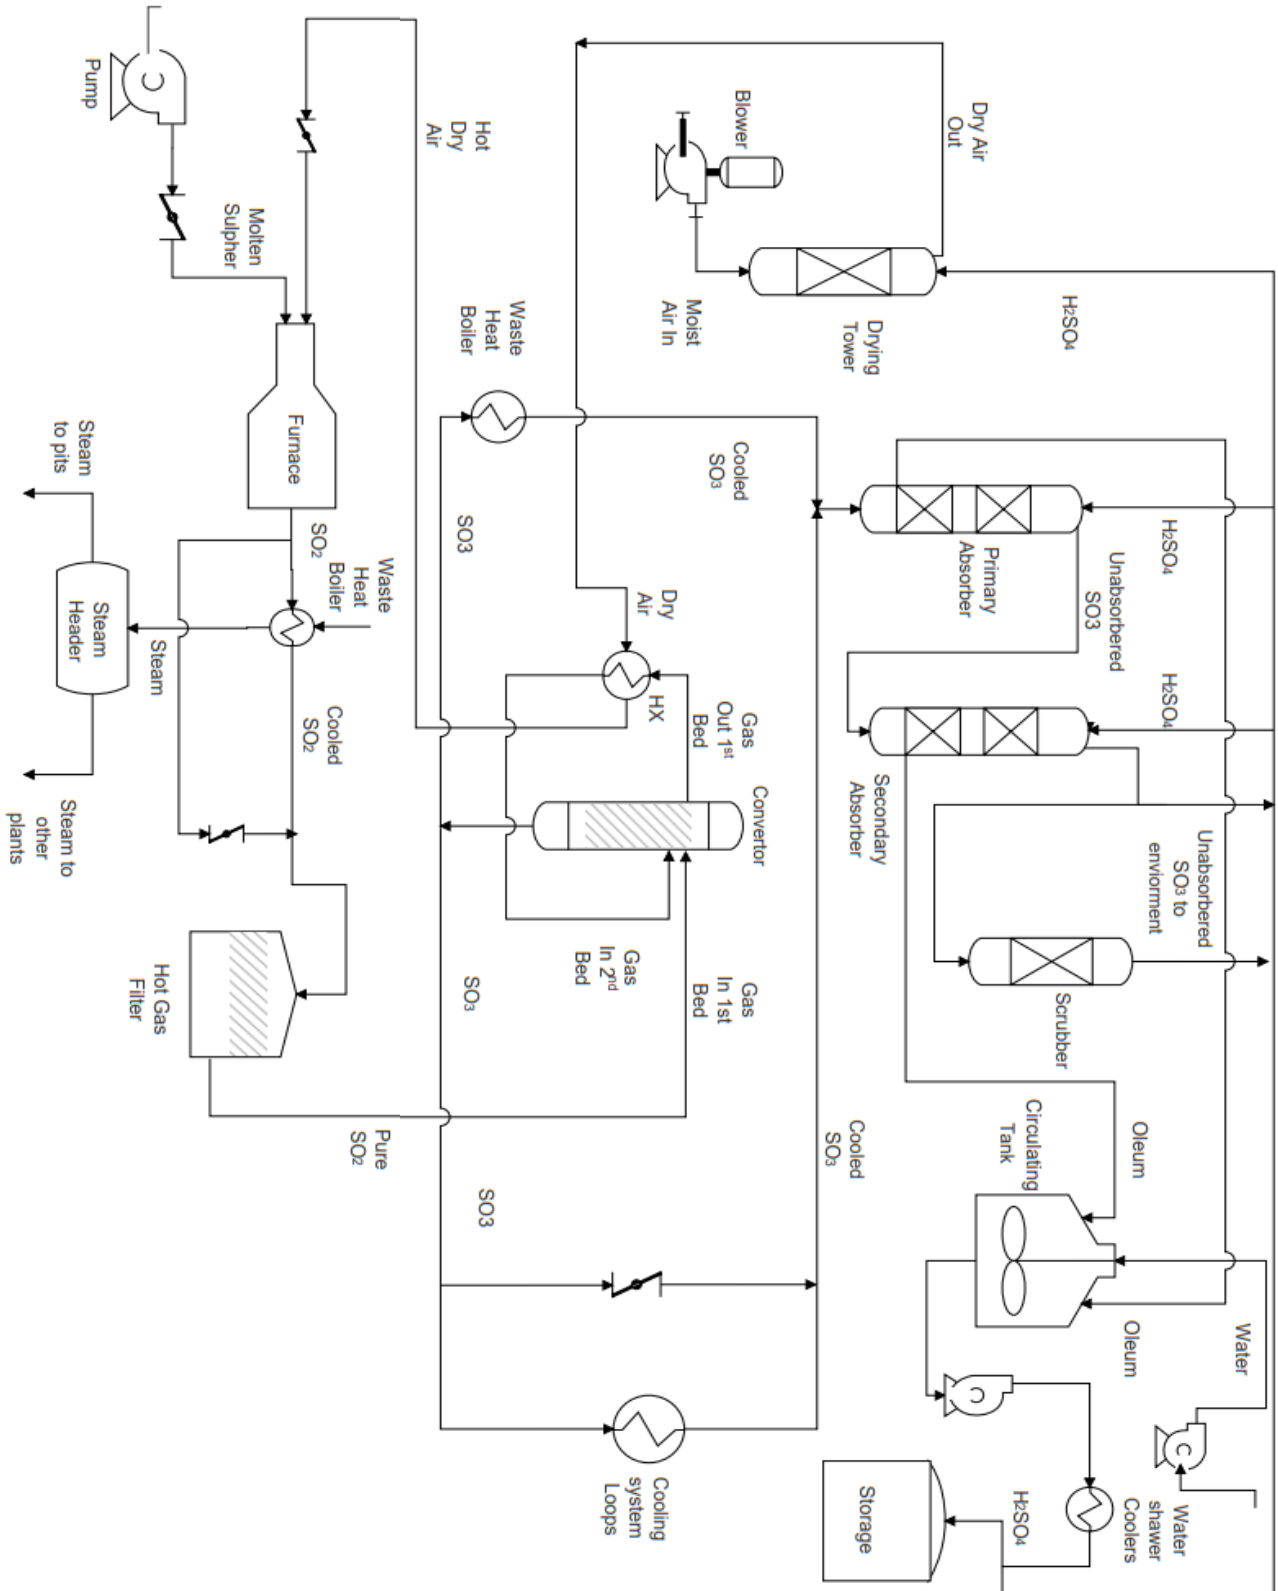 Pump
Molten
Sulpher
Hot
Dry
Air
Furnace
SO2
Waste
Heat
Boiler
Steam
Cooled
SO2
Steam
Header
Steam
to pits
Steam to
other
plants
Hot Gas
Filter
Pure
SO2
Blower
Moist
Air In
Drying
Tower
Dry Air
Out
H2SO4
Waste
Heat
Boiler
SO3
Cooled
SO3
Dry
Air
HX
Gas
Out 1st
Bed
Convertor
Gas
In 2nd
Bed
Gas
In 1st
Bed
SO3
SO3
Cooled
SO3
Cooling
system
Loops
Primary
Absorber
H2SO4
Unabsorbered
SO3
H2SO4
Secondary
Absorber
Unabsorbered
SO3 to
enviorment
Scrubber
Oleum
Circulating
Tank
Oleum
Water
Water
shawer
Coolers
H2SO4
Storage
C
C
C